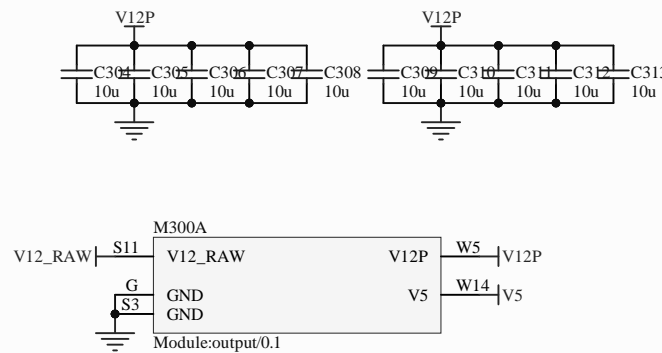 V12P V12P
C304 C305 C306 C307 C308 C309 C310 C311 C312 C313
10u 10u 10u 10u 10u 10u 10u 10u 10u 10u
M300A
V12_RAW S11 V12_RAW V12P W5 V12P
G GND V5 W14 V5
S3 GND
Module:output/0.1